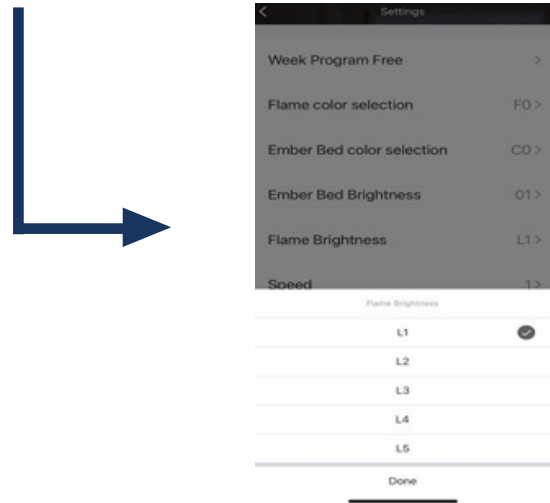 Settings
Week Program Free
Flame color selection F0
Ember Bed color selection C0
Ember Bed Brightness 01
Flame Brightness L1
Speed 1
Flame Brightness
L1
L2
L3
L4
L5
Done